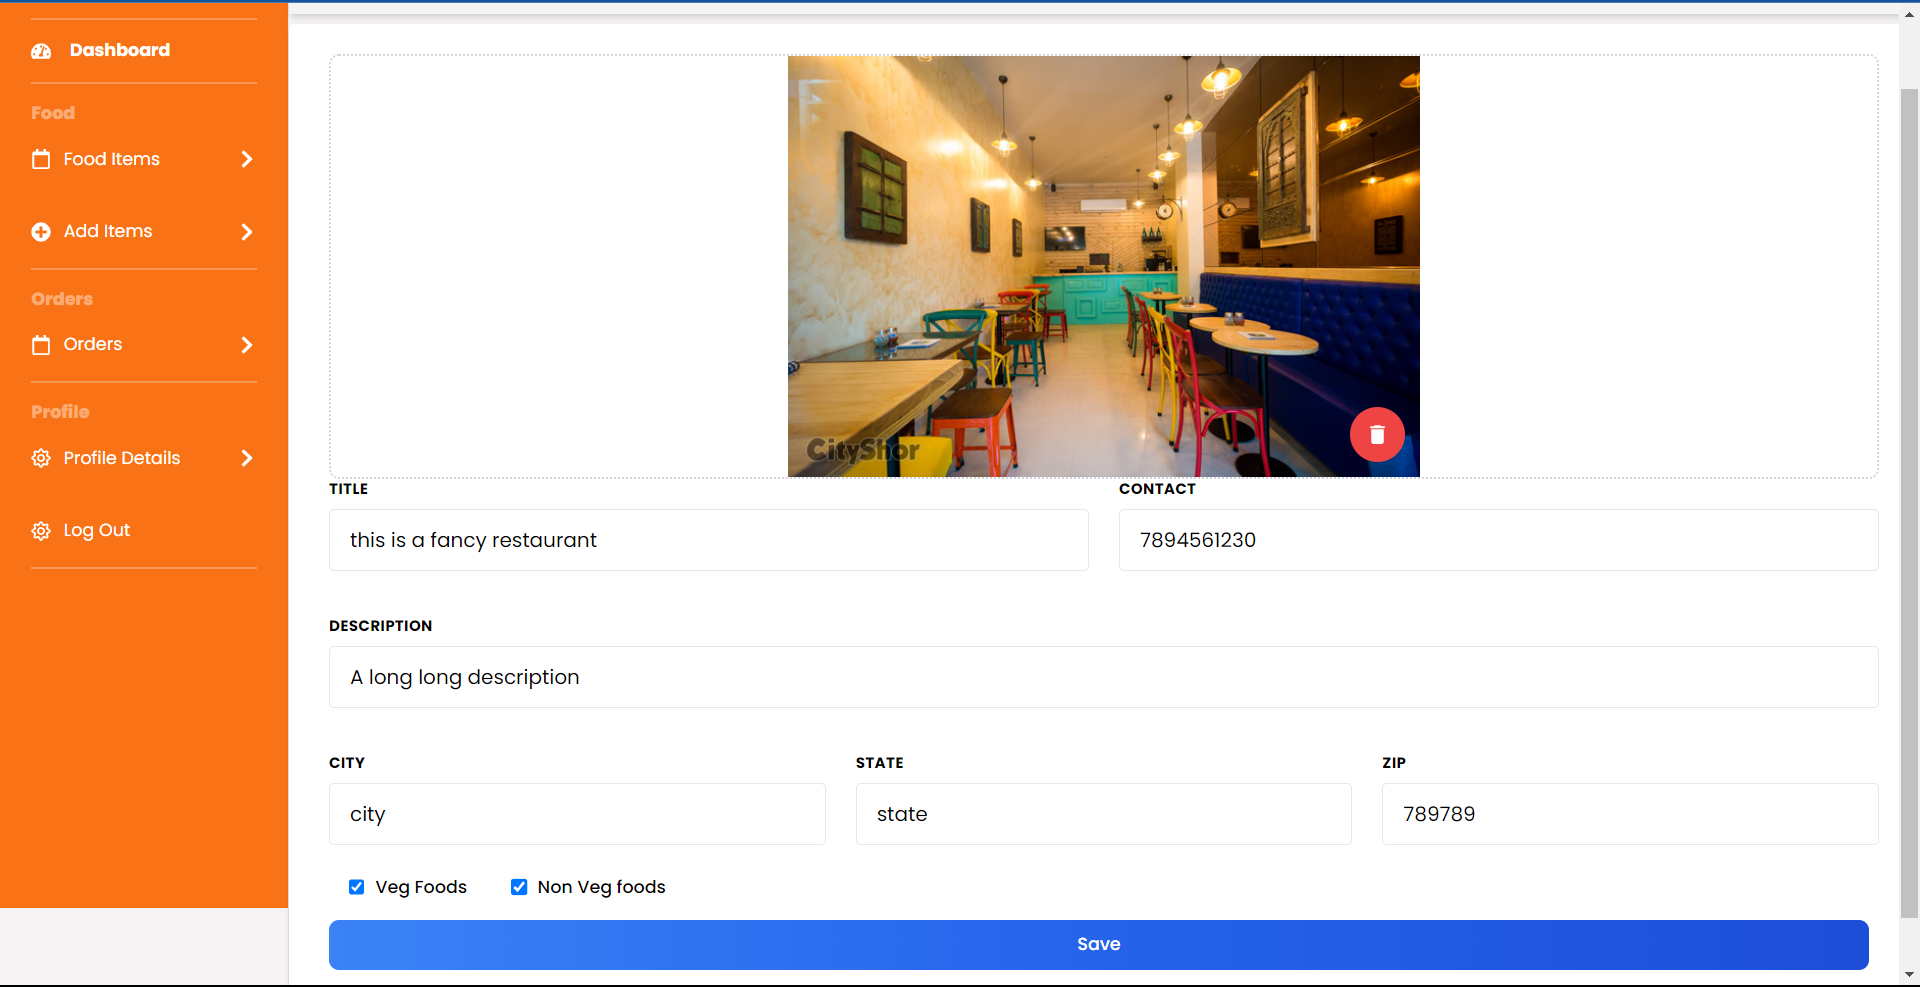 Dashboard
Food
Food Items
Add Items
Orders
Orders
Profile
Profile Details
Log Out
CityShor
TITLE
CONTACT
this is a fancy restaurant
7894561230
DESCRIPTION
A long long description
CITY
STATE
ZIP
city
state
789789
Veg Foods
Non Veg foods
Save